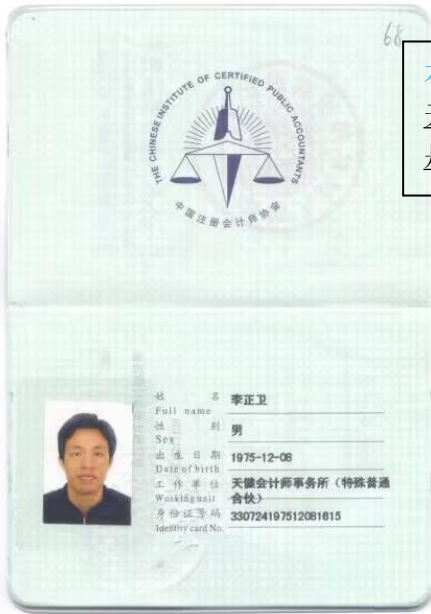 68
THE CHINESE INSTITUTE OF CERTIFIED PUBLIC ACCOUNTANTS
中国注册会计师协会
姓 名 李正卫
Full name
性 别 男
Sex
出生日期 1975-12-08
Date of birth
工作单位 天健会计师事务所（特殊普通
Working unit 合伙）
身份证号码 330724197512081615
Identity card No.